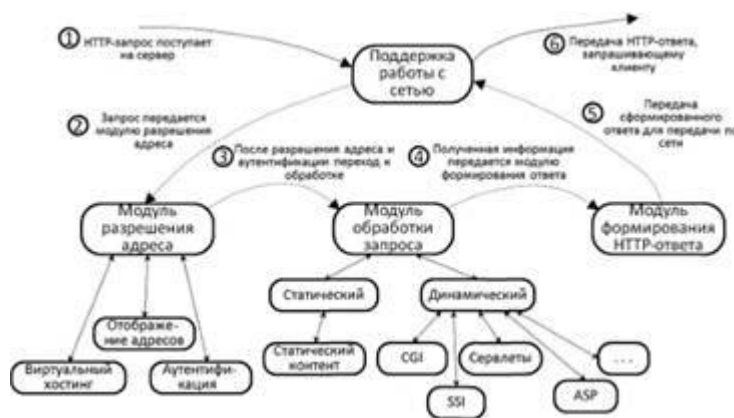 ① HTTP-запрос поступает
на сервер
Поддержка
работы с
сетью
⑥ Передача HTTP-ответа,
запрашивающему
клиенту
② Запрос передается
модулю разрешения
адреса
③ После разрешения адреса и
аутентификации переход к
обработке
④ Полученная информация
передается модулю
формирования ответа
⑤ Передача
сформированного
ответа для передачи по
сети
Модуль
разрешения
адреса
Модуль
обработки
запроса
Модуль
формирования
HTTP-ответа
Статический
Динамический
Отображе-
ние адресов
Виртуальный
хостинг
Аутентифи-
кация
Статический
контент
CGI
Сервлеты
...
SSI
ASP